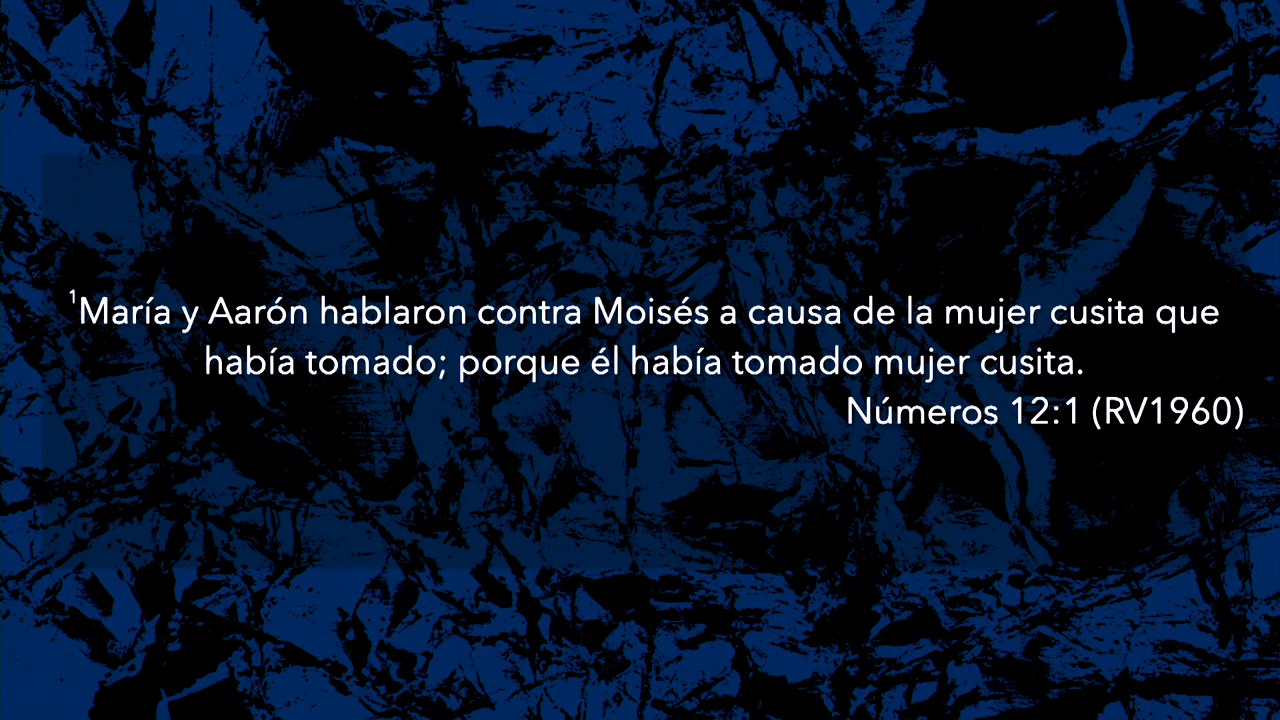 ¹María y Aarón hablaron contra Moisés a causa de la mujer cusita que
había tomado; porque él había tomado mujer cusita.
Números 12:1 (RV1960)